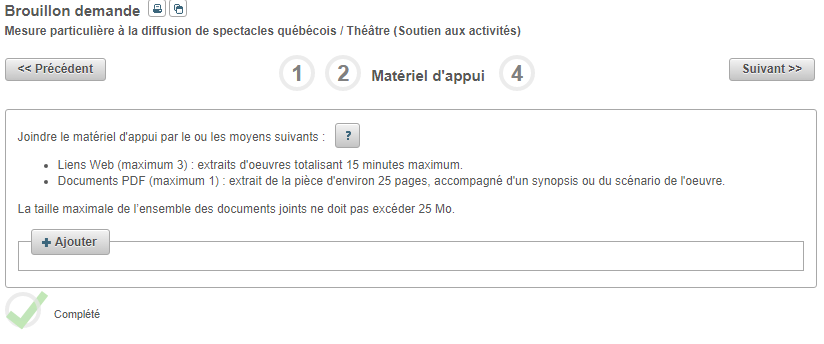 Brouillon demande
Mesure particulière à la diffusion de spectacles québécois / Théâtre (Soutien aux activités)
<< Précédent
1 2 Matériel d'appui 4
Suivant >>
Joindre le matériel d'appui par le ou les moyens suivants : ?
• Liens Web (maximum 3) : extraits d'oeuvres totalisant 15 minutes maximum.
• Documents PDF (maximum 1) : extrait de la pièce d'environ 25 pages, accompagné d'un synopsis ou du scénario de l'oeuvre.
La taille maximale de l'ensemble des documents joints ne doit pas excéder 25 Mo.
+ Ajouter
Complété